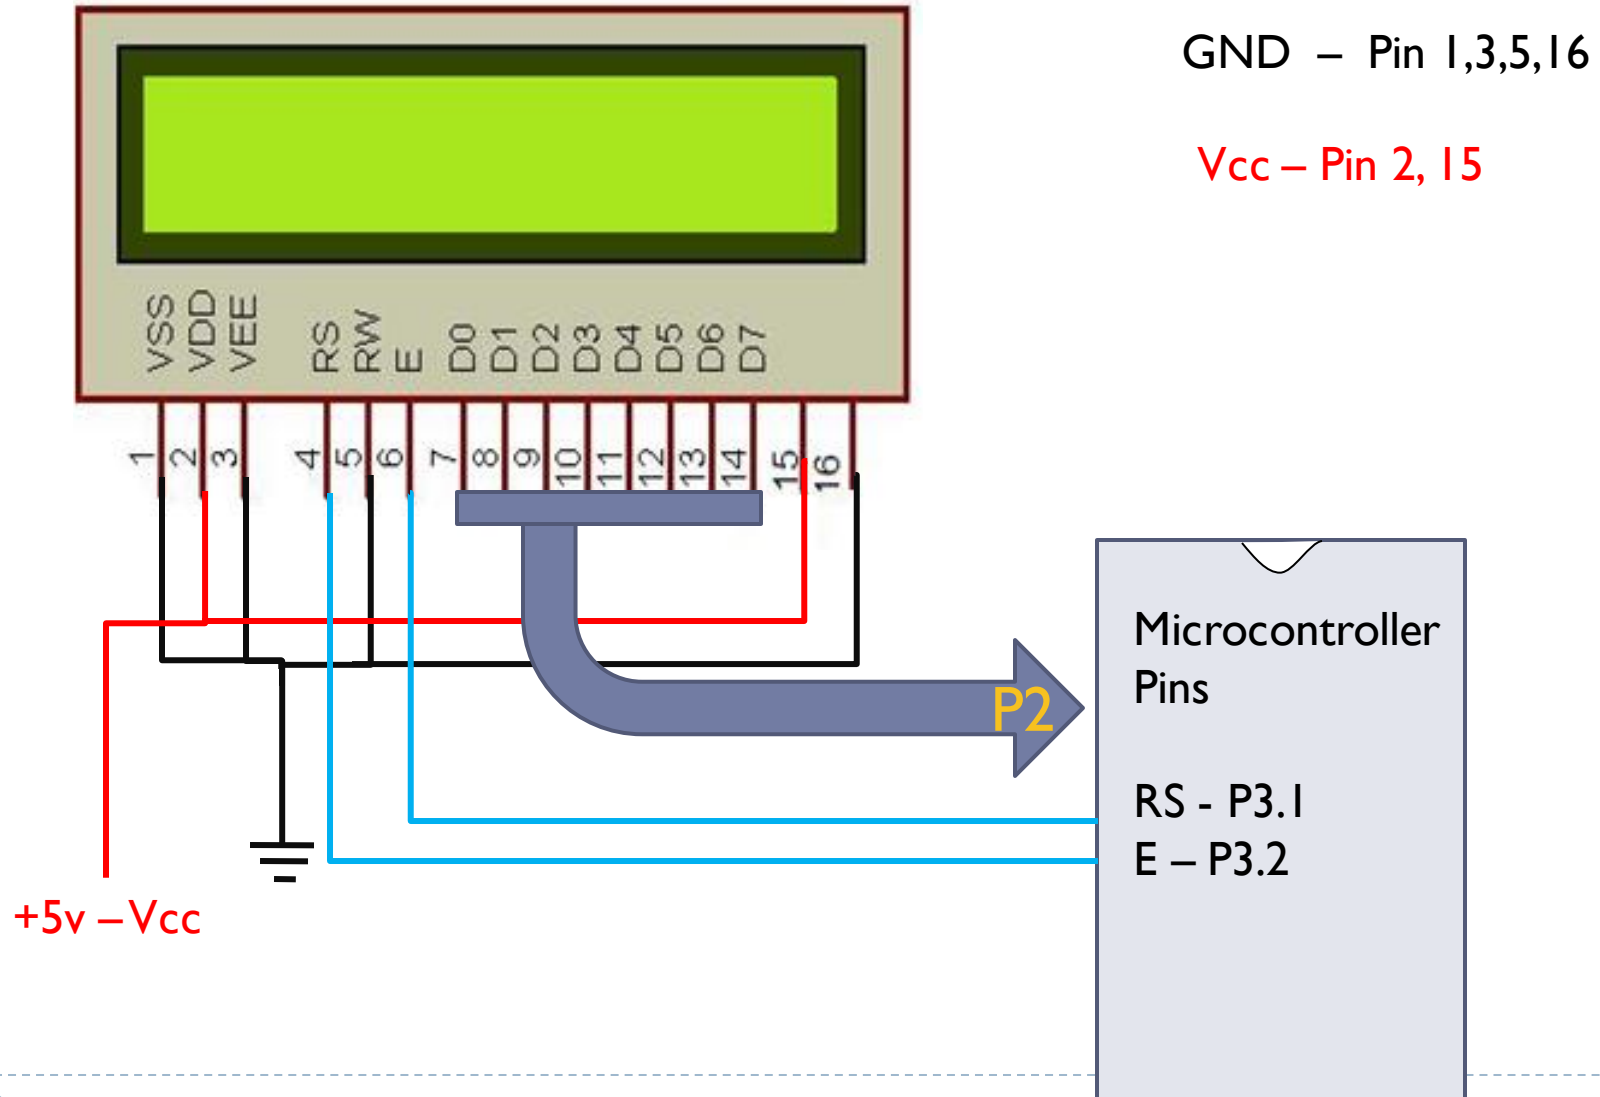 GND – Pin 1,3,5,16
Vcc – Pin 2, 15
VSS
VDD
VEE
RS
RW
E
D0
D1
D2
D3
D4
D5
D6
D7
1
2
3
4
5
6
7
8
9
10
11
12
13
14
15
16
Microcontroller
Pins
P2
RS - P3.1
E – P3.2
+5v – Vcc